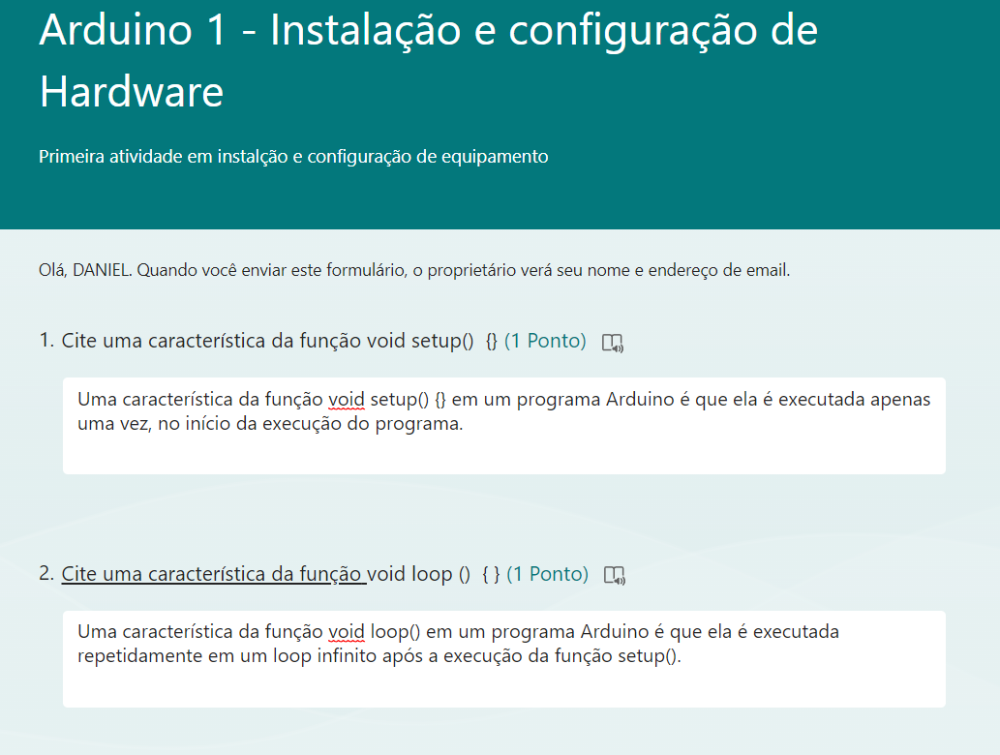 Arduino 1 - Instalação e configuração de
Hardware
Primeira atividade em instalção e configuração de equipamento
Olá, DANIEL. Quando você enviar este formulário, o proprietário verá seu nome e endereço de email.
1. Cite uma característica da função void setup() {} (1 Ponto)
Uma característica da função void setup() {} em um programa Arduino é que ela é executada apenas
uma vez, no início da execução do programa.
2. Cite uma característica da função void loop () { } (1 Ponto)
Uma característica da função void loop() em um programa Arduino é que ela é executada
repetidamente em um loop infinito após a execução da função setup().